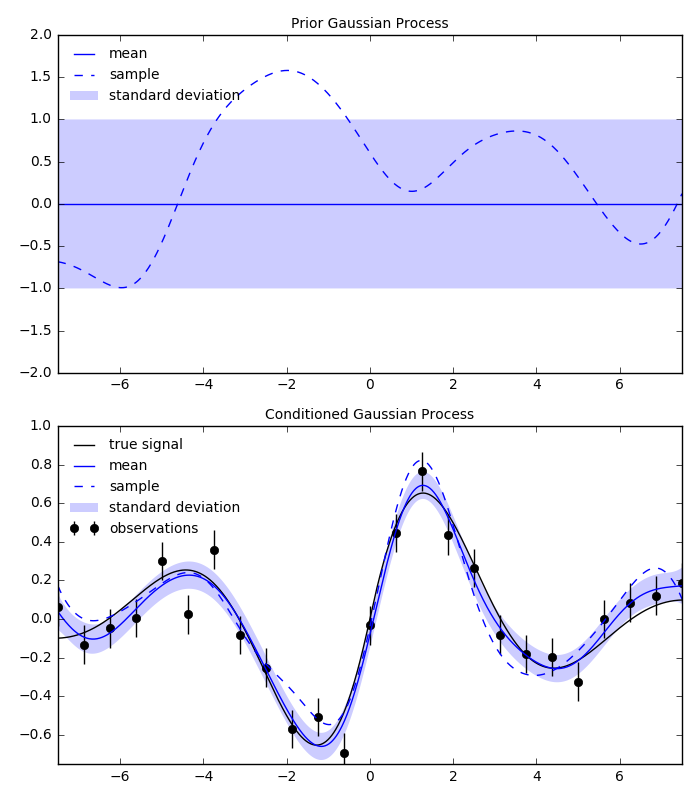 Prior Gaussian Process
2.0
1.5
1.0
0.5
0.0
−0.5
−1.0
−1.5
−2.0
mean
sample
standard deviation
−6 −4 −2 0 2 4 6
Conditioned Gaussian Process
1.0
0.8
0.6
0.4
0.2
0.0
−0.2
−0.4
−0.6
true signal
mean
sample
standard deviation
observations
−6 −4 −2 0 2 4 6